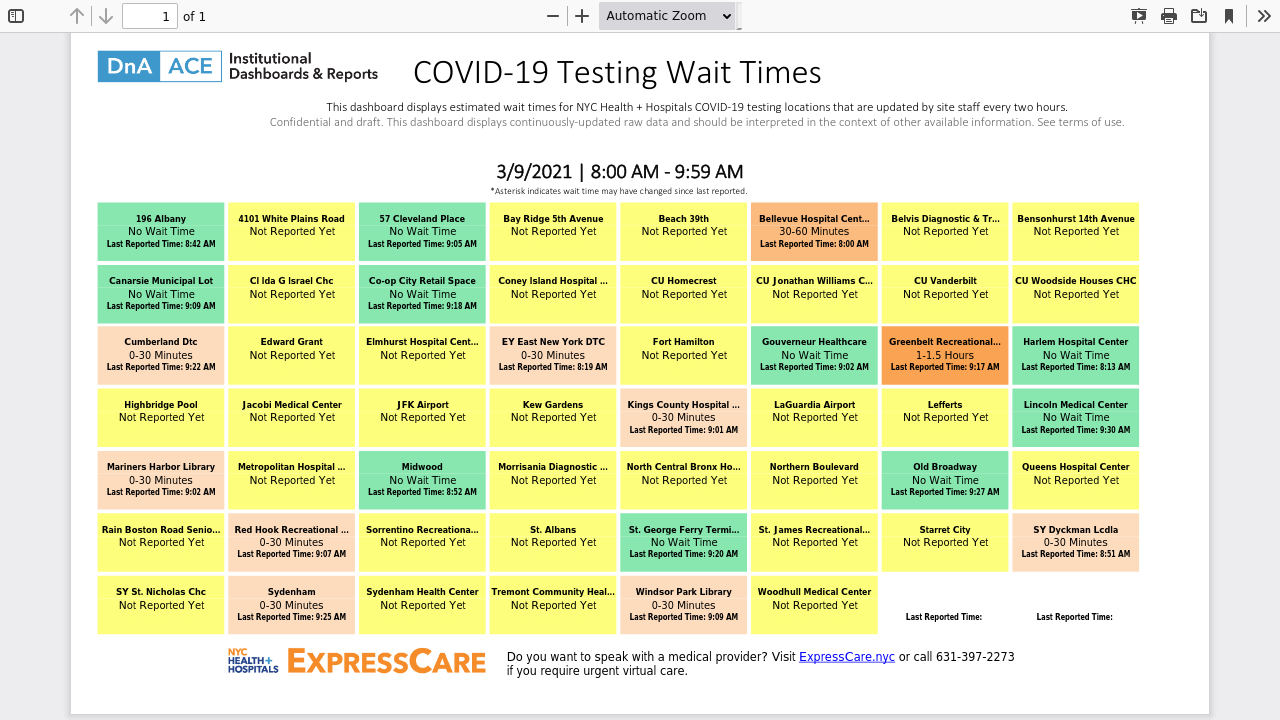 1 of 1 Automatic Zoom
DnA ACE Institutional
Dashboards & Reports
COVID-19 Testing Wait Times
This dashboard displays estimated wait times for NYC Health + Hospitals COVID-19 testing locations that are updated by site staff every two hours.
Confidential and draft. This dashboard displays continuously-updated raw data and should be interpreted in the context of other available information. See terms of use.
3/9/2021 | 8:00 AM - 9:59 AM
*Asterisk indicates wait time may have changed since last reported.
196 Albany
No Wait Time
Last Reported Time: 8:42 AM
4101 White Plains Road
Not Reported Yet
57 Cleveland Place
No Wait Time
Last Reported Time: 9:05 AM
Bay Ridge 5th Avenue
Not Reported Yet
Beach 39th
Not Reported Yet
Bellevue Hospital Cent...
30-60 Minutes
Last Reported Time: 8:00 AM
Belvis Diagnostic & Tr...
Not Reported Yet
Bensonhurst 14th Avenue
Not Reported Yet
Canarsie Municipal Lot
No Wait Time
Last Reported Time: 9:09 AM
CI Ida G Israel Chc
Not Reported Yet
Co-op City Retail Space
No Wait Time
Last Reported Time: 9:18 AM
Coney Island Hospital ...
Not Reported Yet
CU Homecrest
Not Reported Yet
CU Jonathan Williams C...
Not Reported Yet
CU Vanderbilt
Not Reported Yet
CU Woodside Houses CHC
Not Reported Yet
Cumberland Dtc
0-30 Minutes
Last Reported Time: 9:22 AM
Edward Grant
Not Reported Yet
Elmhurst Hospital Cent...
Not Reported Yet
EY East New York DTC
0-30 Minutes
Last Reported Time: 8:19 AM
Fort Hamilton
Not Reported Yet
Gouverneur Healthcare
No Wait Time
Last Reported Time: 9:02 AM
Greenbelt Recreational...
1-1.5 Hours
Last Reported Time: 9:17 AM
Harlem Hospital Center
No Wait Time
Last Reported Time: 8:13 AM
Highbridge Pool
Not Reported Yet
Jacobi Medical Center
Not Reported Yet
JFK Airport
Not Reported Yet
Kew Gardens
Not Reported Yet
Kings County Hospital ...
0-30 Minutes
Last Reported Time: 9:01 AM
LaGuardia Airport
Not Reported Yet
Lefferts
Not Reported Yet
Lincoln Medical Center
No Wait Time
Last Reported Time: 9:30 AM
Mariners Harbor Library
0-30 Minutes
Last Reported Time: 9:02 AM
Metropolitan Hospital ...
Not Reported Yet
Midwood
No Wait Time
Last Reported Time: 8:52 AM
Morrisania Diagnostic ...
Not Reported Yet
North Central Bronx Ho...
Not Reported Yet
Northern Boulevard
Not Reported Yet
Old Broadway
No Wait Time
Last Reported Time: 9:27 AM
Queens Hospital Center
Not Reported Yet
Rain Boston Road Senio...
Not Reported Yet
Red Hook Recreational ...
0-30 Minutes
Last Reported Time: 9:07 AM
Sorrentino Recreationa...
Not Reported Yet
St. Albans
Not Reported Yet
St. George Ferry Termi...
No Wait Time
Last Reported Time: 9:20 AM
St. James Recreational...
Not Reported Yet
Starret City
Not Reported Yet
SY Dyckman Lcdla
0-30 Minutes
Last Reported Time: 8:51 AM
SY St. Nicholas Chc
Not Reported Yet
Sydenham
0-30 Minutes
Last Reported Time: 9:25 AM
Sydenham Health Center
Not Reported Yet
Tremont Community Heal...
Not Reported Yet
Windsor Park Library
0-30 Minutes
Last Reported Time: 9:09 AM
Woodhull Medical Center
Not Reported Yet
Last Reported Time:
Last Reported Time:
NYC
HEALTH+
HOSPITALS
EXPRESSCARE
Do you want to speak with a medical provider? Visit ExpressCare.nyc or call 631-397-2273
if you require urgent virtual care.